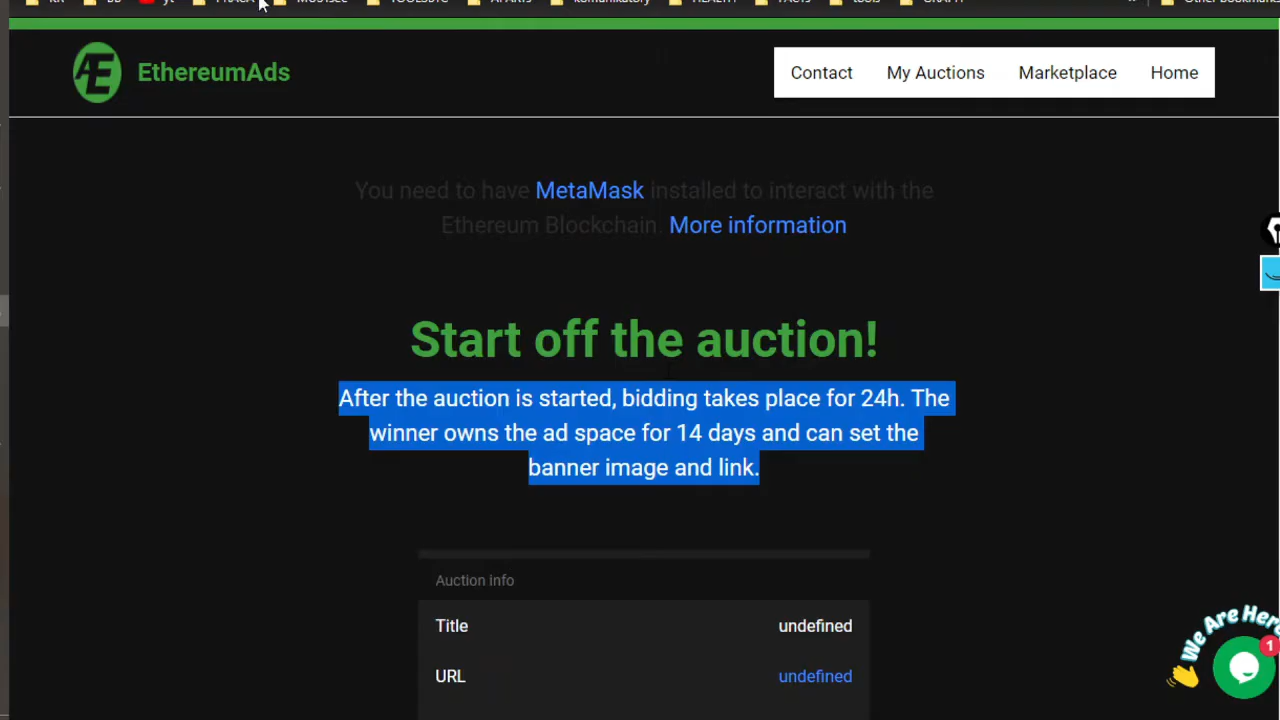 EthereumAds
Contact My Auctions Marketplace Home
You need to have MetaMask installed to interact with the
Ethereum Blockchain. More information
Start off the auction!
After the auction is started, bidding takes place for 24h. The
winner owns the ad space for 14 days and can set the
banner image and link.
Auction info
Title undefined
URL undefined
We Are Here
1